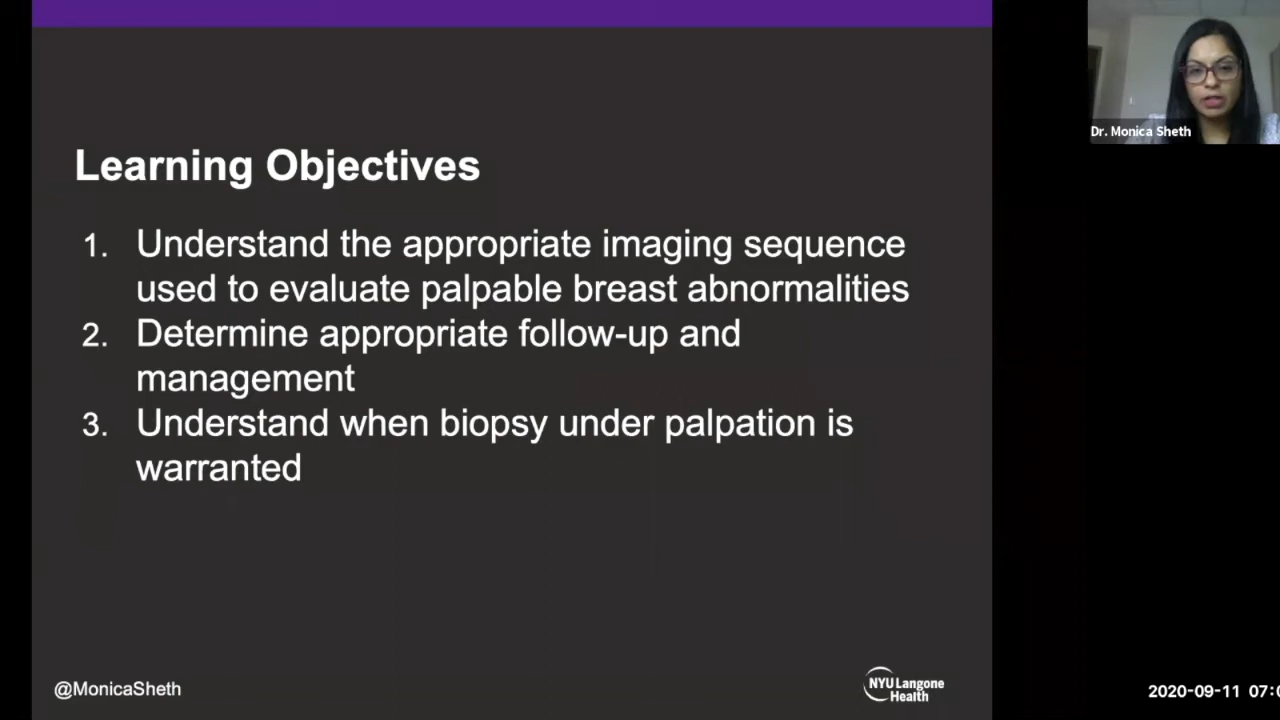 Dr. Monica Sheth
Learning Objectives
1. Understand the appropriate imaging sequence
used to evaluate palpable breast abnormalities
2. Determine appropriate follow-up and
management
3. Understand when biopsy under palpation is
warranted
@MonicaSheth
NYU Langone
Health
2020-09-11 07: